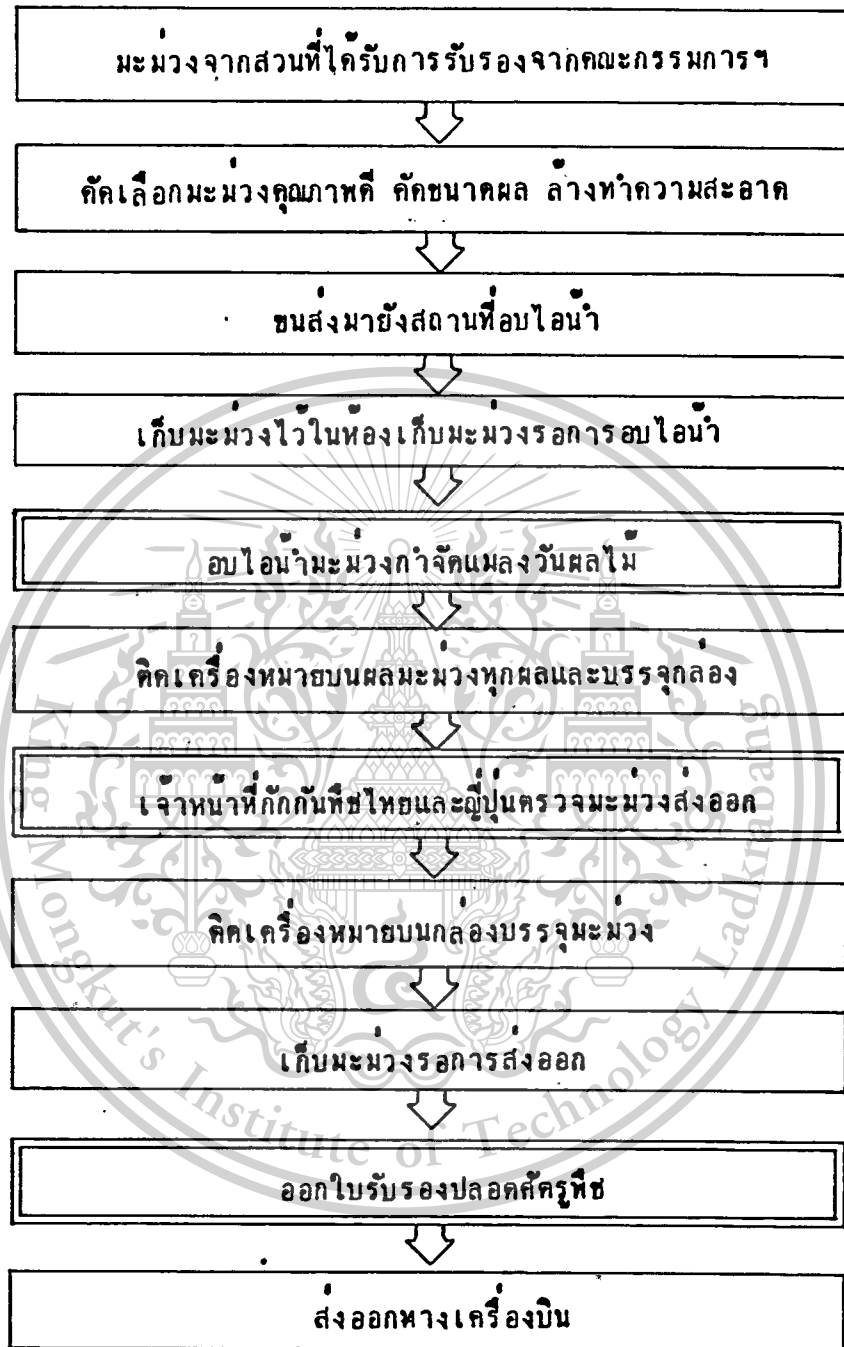 มะม่วงจากสวนที่ได้รับการรับรองจากคณะกรรมการฯ
คัดเลือกมะม่วงคุณภาพดี คัดขนาดผล ล้างทำความสะอาด
ขนส่งมายังสถานที่อบไอน้ำ
เก็บมะม่วงไว้ในห้องเก็บมะม่วงรอการอบไอน้ำ
อบไอน้ำมะม่วงกำจัดแมลงวันผลไม้
ติดเครื่องหมายบนผลมะม่วงทุกผลและบรรจุกล่อง
เจ้าหน้าที่กักกันพืชไทยและญี่ปุ่นตรวจมะม่วงส่งออก
ติดเครื่องหมายบนกล่องบรรจุมะม่วง
เก็บมะม่วงรอการส่งออก
ออกใบรับรองปลอดศัตรูพืช
ส่งออกทางเครื่องบิน
King Mongkut's Institute of Technology Ladkrabang